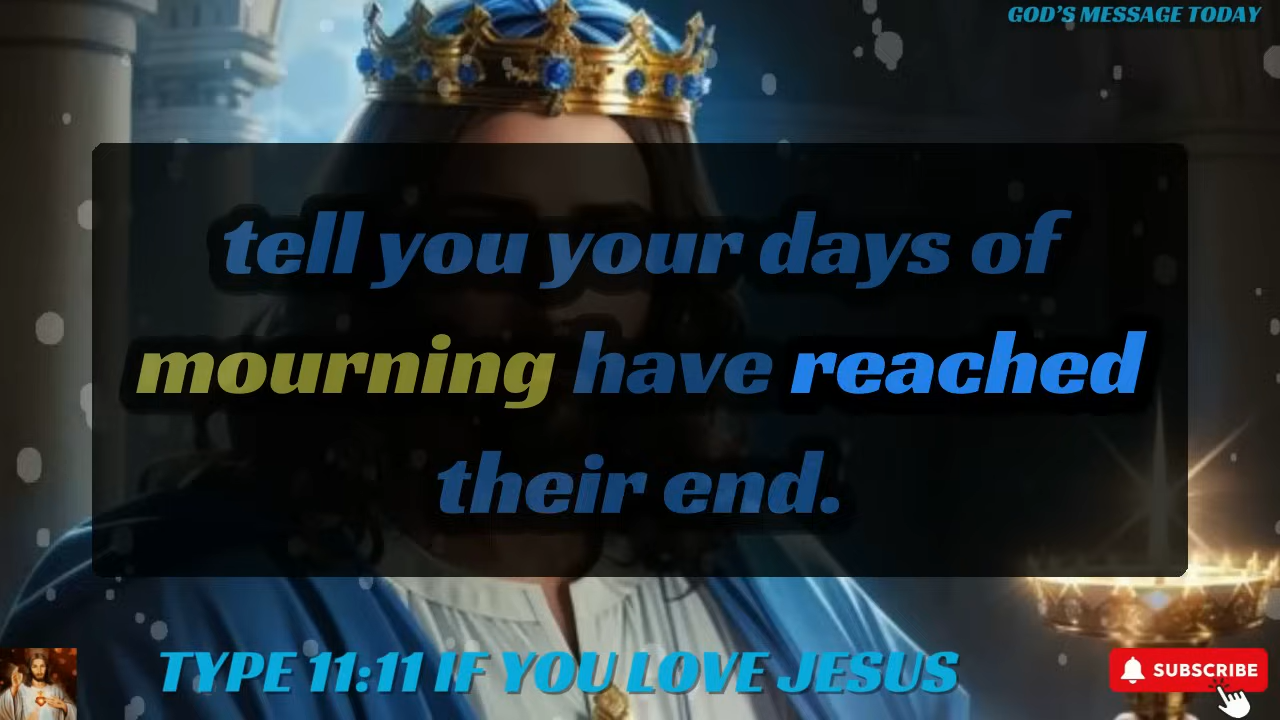 GOD'S MESSAGE TODAY
tell you your days of
mourning have reached
their end.
TYPE 11:11 IF YOU LOVE JESUS
SUBSCRIBE